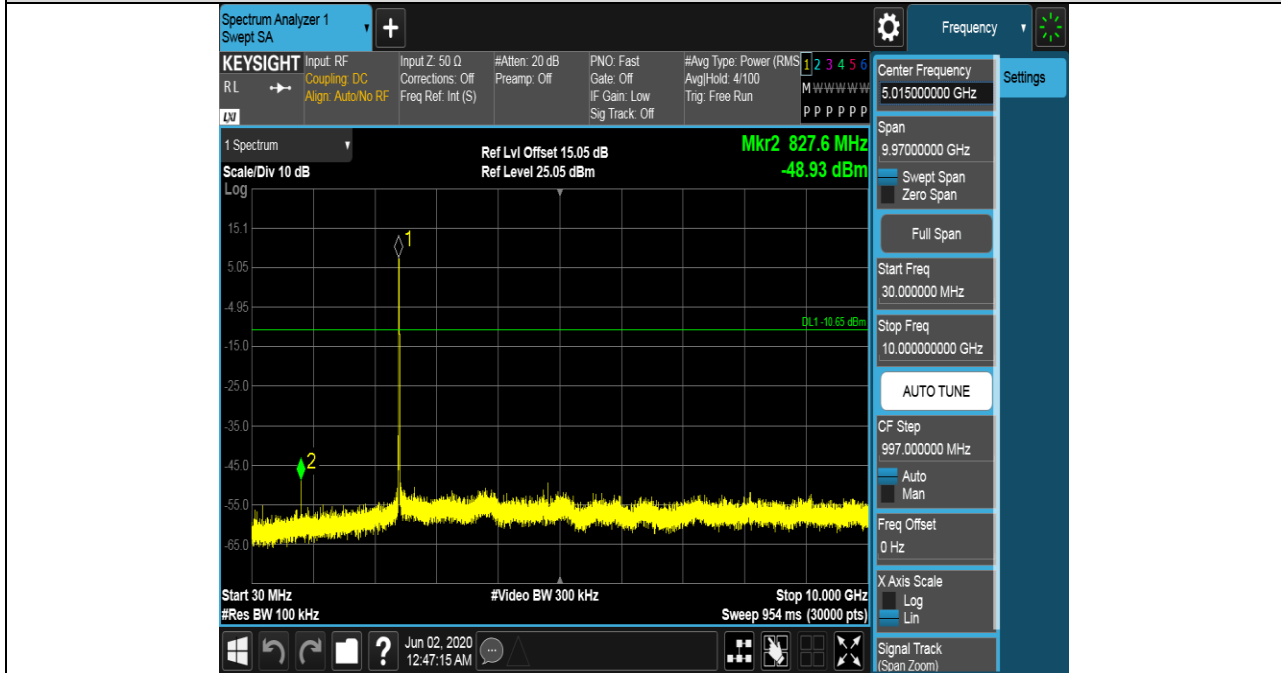 Spectrum Analyzer 1
Swept SA
+
Frequency
KEYSIGHT
RL
LXI
Input: RF
Coupling: DC
Align: Auto/No RF
Input Z: 50 Ω
Corrections: Off
Freq Ref: Int (S)
#Atten: 20 dB
Preamp: Off
PNO: Fast
Gate: Off
IF Gain: Low
Sig Track: Off
#Avg Type: Power (RMS
Avg|Hold: 4/100
Trig: Free Run
1 2 3 4 5 6
M W W W W W
P P P P P P
Center Frequency
5.015000000 GHz
Settings
1 Spectrum
Ref Lvl Offset 15.05 dB
Mkr2 827.6 MHz
Scale/Div 10 dB
Ref Level 25.05 dBm
-48.93 dBm
Log
15.1
5.05
-4.95
-15.0
-25.0
-35.0
-45.0
-55.0
-65.0
1
2
DL1 -10.65 dBm
Start 30 MHz
#Video BW 300 kHz
Stop 10.000 GHz
#Res BW 100 kHz
Sweep 954 ms (30000 pts)
Span
9.97000000 GHz
Swept Span
Zero Span
Full Span
Start Freq
30.000000 MHz
Stop Freq
10.000000000 GHz
AUTO TUNE
CF Step
997.000000 MHz
Auto
Man
Freq Offset
0 Hz
X Axis Scale
Log
Lin
Signal Track
(Span Zoom)
?
Jun 02, 2020
12:47:15 AM